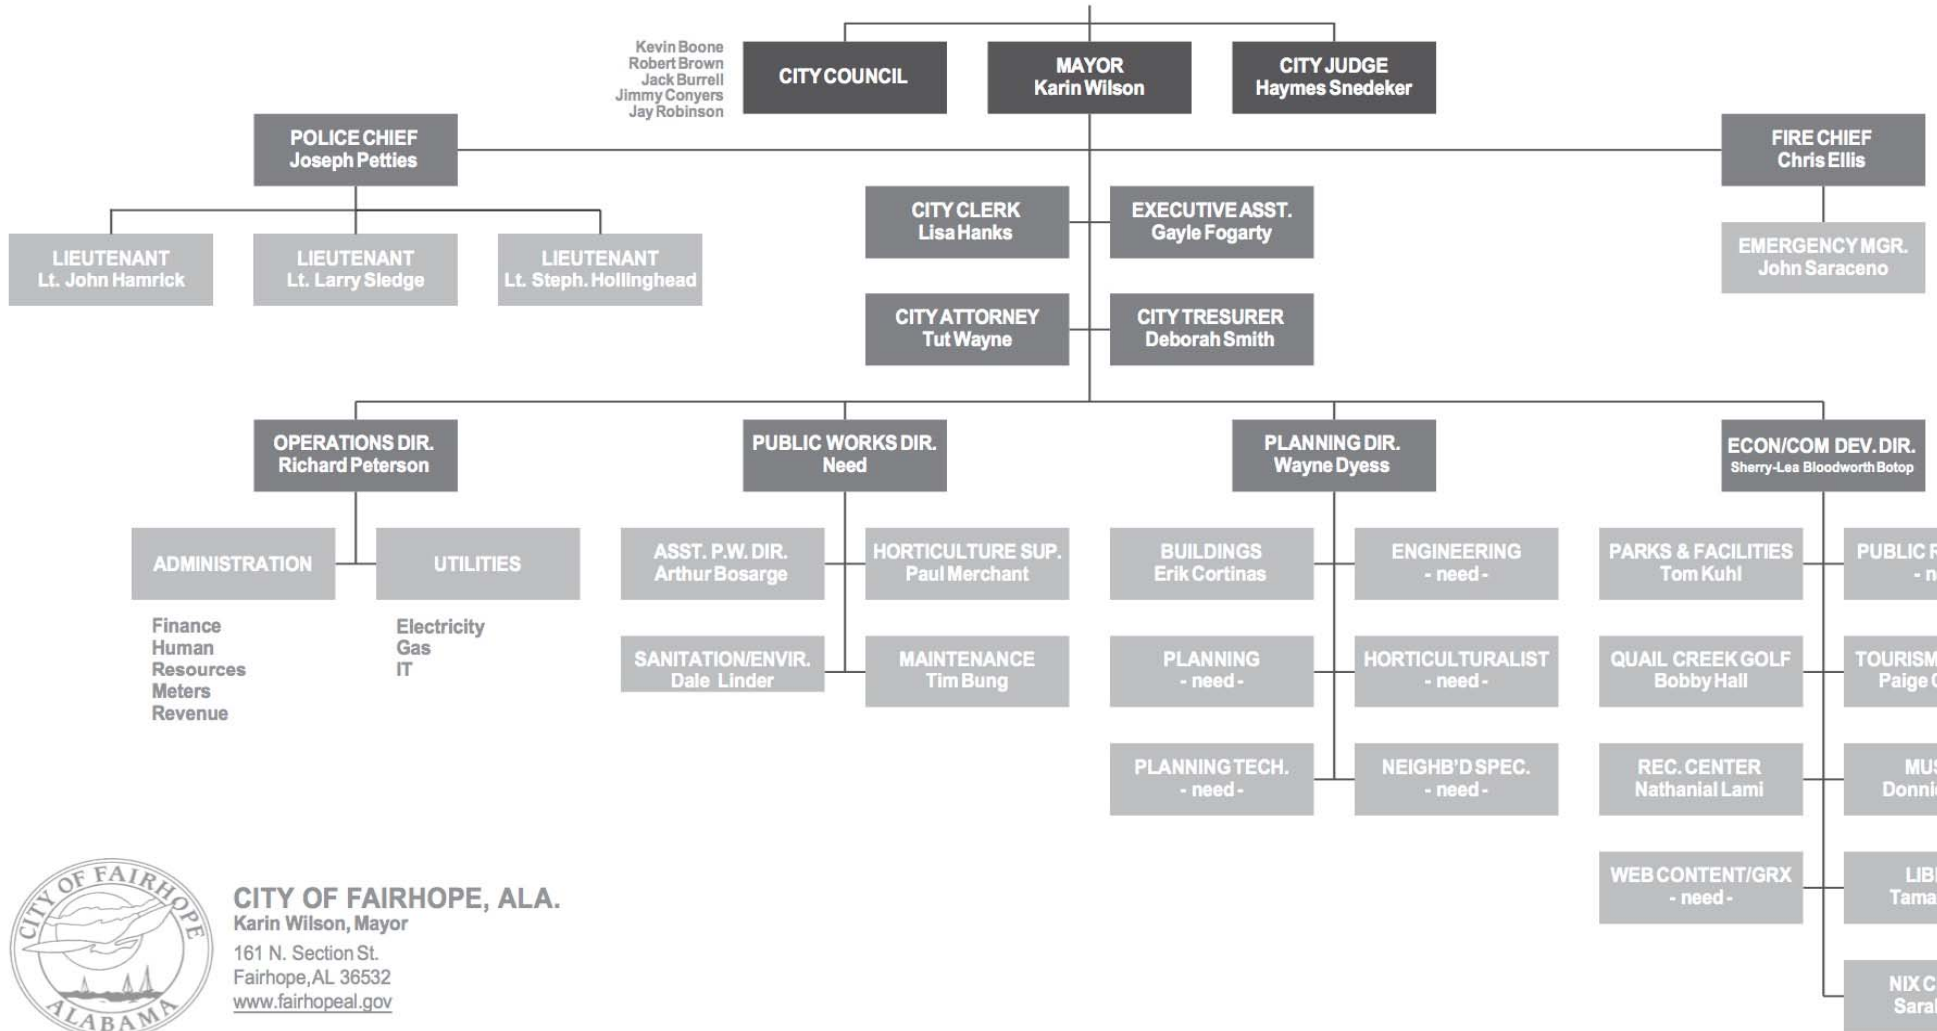 Kevin Boone
Robert Brown
Jack Burrell
Jimmy Conyers
Jay Robinson
CITY COUNCIL
MAYOR
Karin Wilson
CITY JUDGE
Haymes Snedeker
POLICE CHIEF
Joseph Petties
FIRE CHIEF
Chris Ellis
CITY CLERK
Lisa Hanks
EXECUTIVE ASST.
Gayle Fogarty
LIEUTENANT
Lt. John Hamrick
LIEUTENANT
Lt. Larry Sledge
LIEUTENANT
Lt. Steph. Hollinghead
EMERGENCY MGR.
John Saraceno
CITY ATTORNEY
Tut Wayne
CITY TRESURER
Deborah Smith
OPERATIONS DIR.
Richard Peterson
PUBLIC WORKS DIR.
Need
PLANNING DIR.
Wayne Dyess
ECON/COM DEV. DIR.
Sherry-Lea Bloodworth Botop
ADMINISTRATION
UTILITIES
Finance
Human
Resources
Meters
Revenue
Electricity
Gas
IT
ASST. P.W. DIR.
Arthur Bosarge
HORTICULTURE SUP.
Paul Merchant
SANITATION/ENVIR.
Dale Linder
MAINTENANCE
Tim Bung
BUILDINGS
Erik Cortinas
ENGINEERING
- need -
PLANNING
- need -
HORTICULTURALIST
- need -
PLANNING TECH.
- need -
NEIGHB'D SPEC.
- need -
PARKS & FACILITIES
Tom Kuhl
PUBLIC
QUAIL CREEK GOLF
Bobby Hall
TOURISM
Paige
REC. CENTER
Nathanial Lami
WEB CONTENT/GRX
- need -
NIX
CITY OF FAIRHOPE
ALABAMA
CITY OF FAIRHOPE, ALA.
Karin Wilson, Mayor
161 N. Section St.
Fairhope, AL 36532
www.fairhopeal.gov